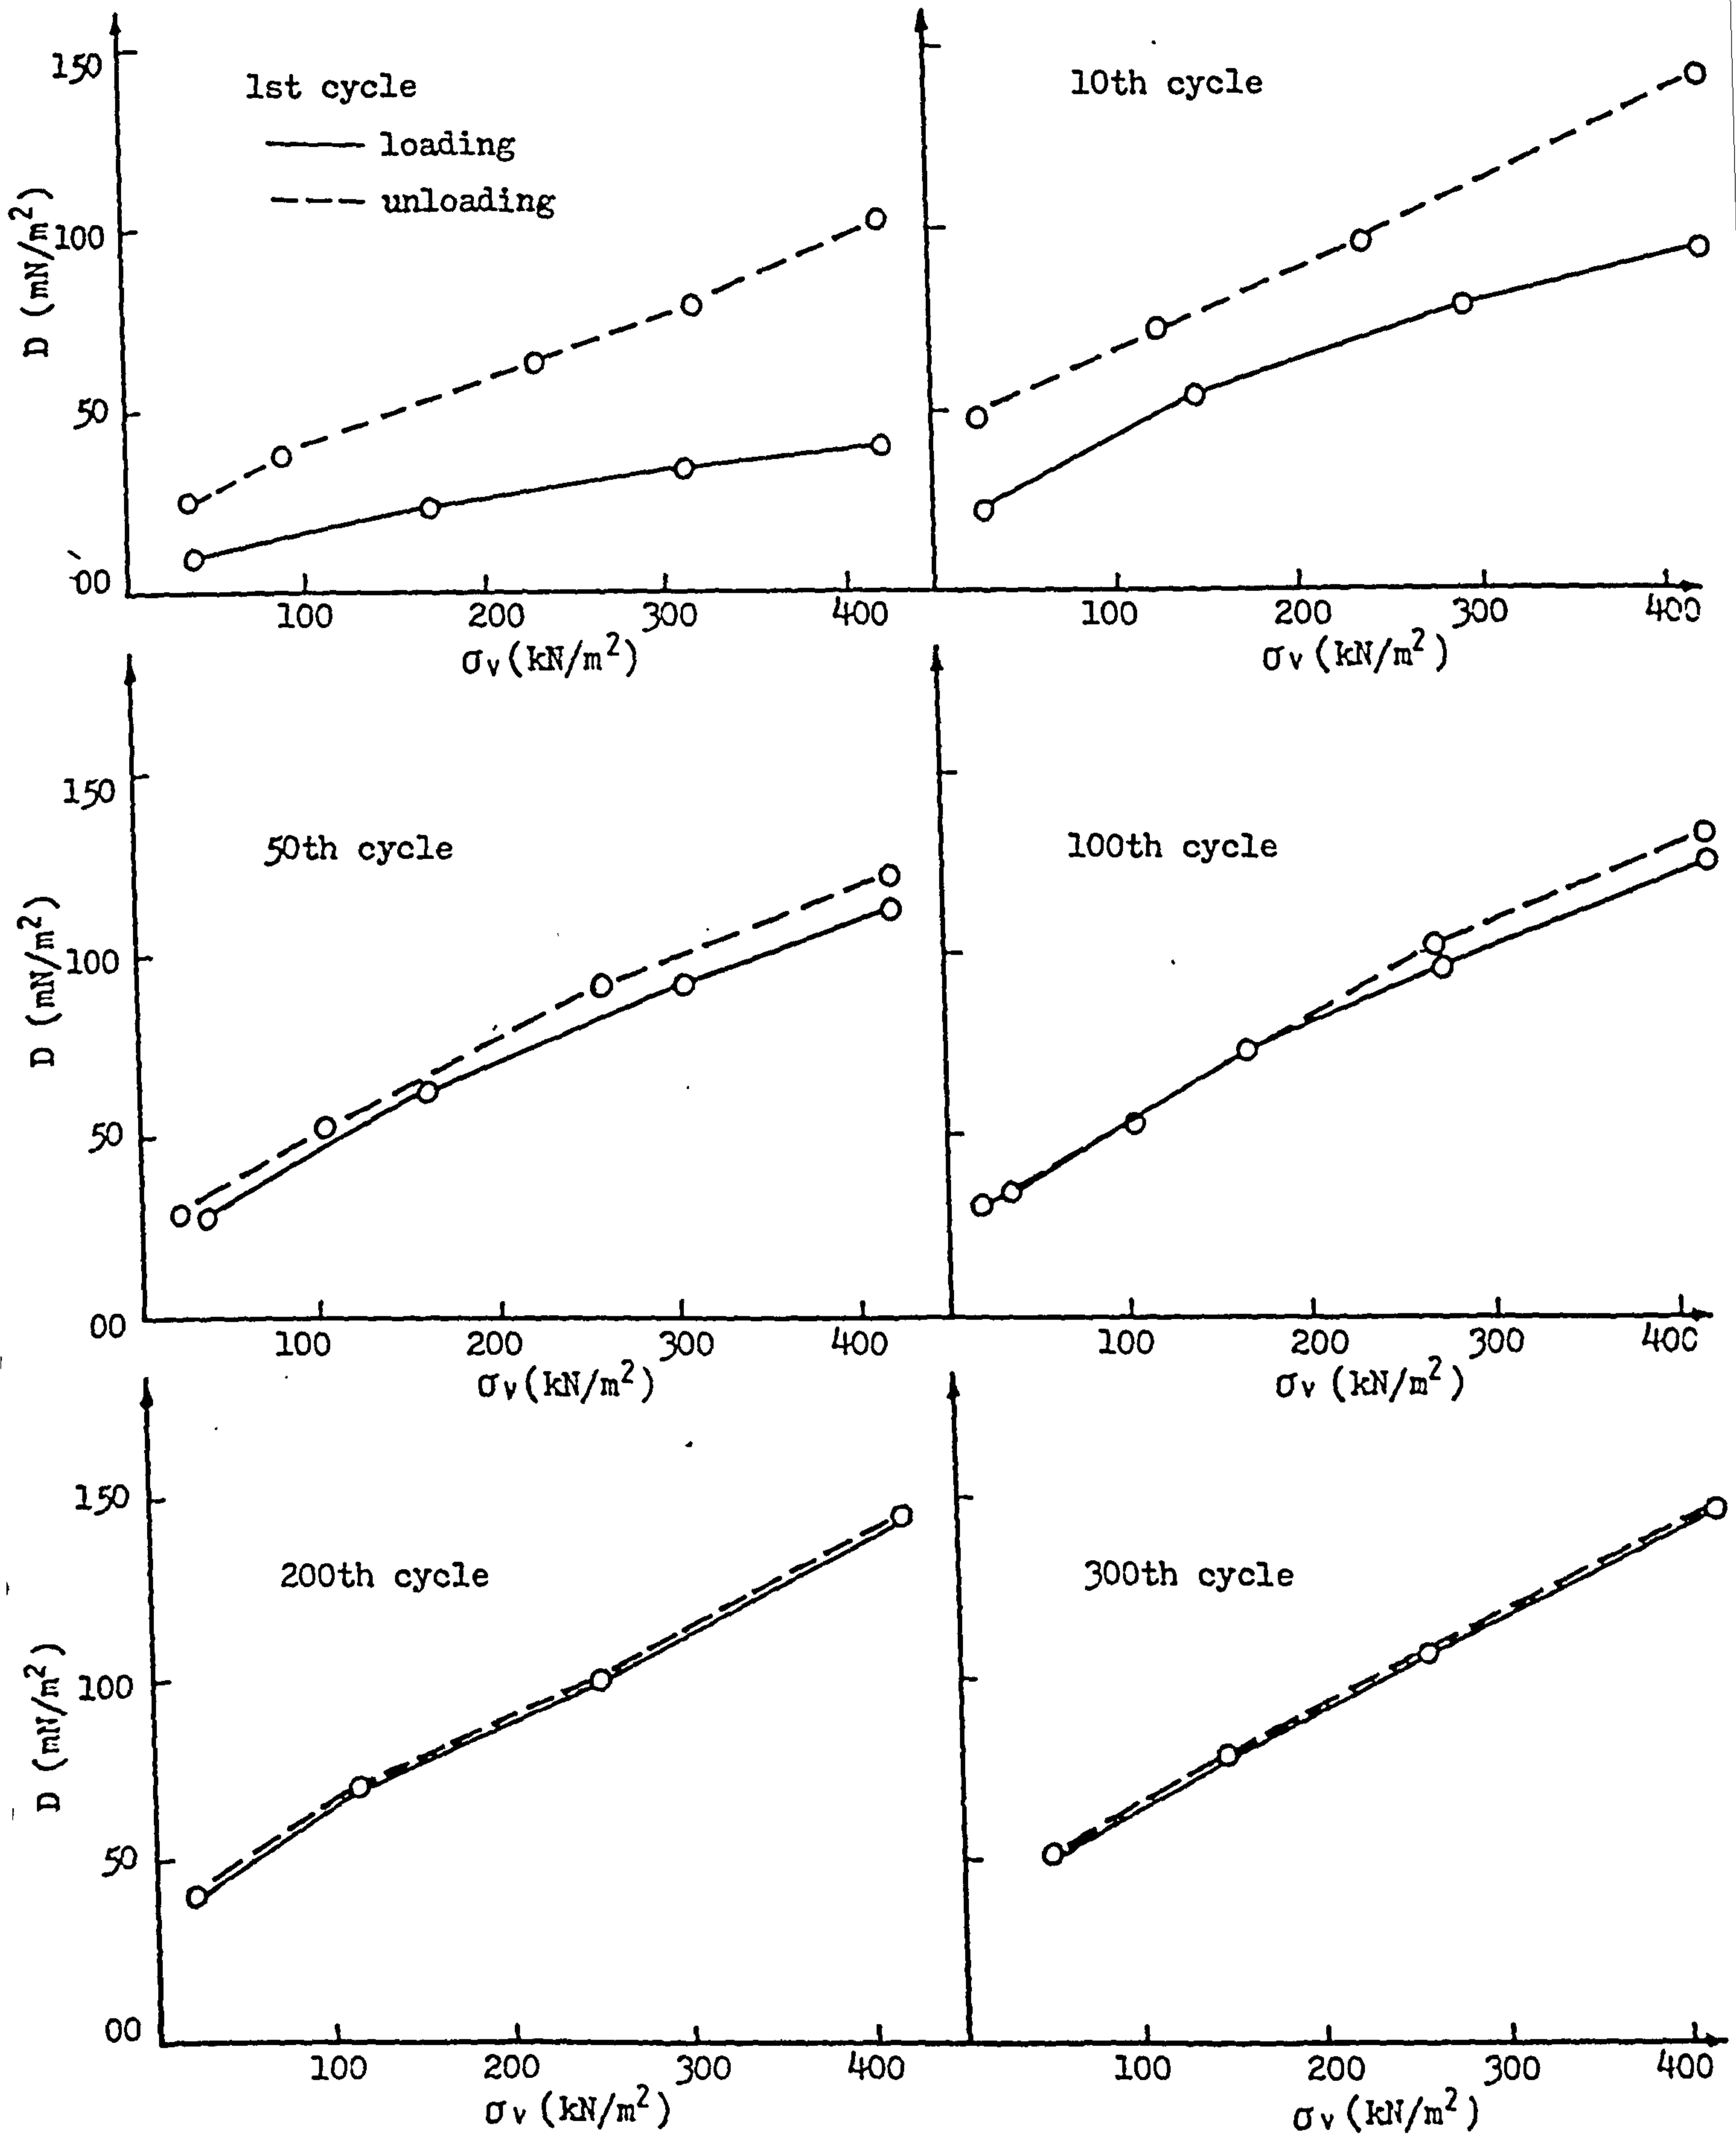 150
1st cycle
loading
unloading
D (mN/m²)
100
50
00
100 200 300 400
σv (kN/m²)
10th cycle
100 200 300 400
σv (kN/m²)
150
50th cycle
D (mN/m²)
100
50
00
100 200 300 400
σv (kN/m²)
100th cycle
100 200 300 400
σv (kN/m²)
150
200th cycle
D (mN/m²)
100
50
00
100 200 300 400
σv (kN/m²)
300th cycle
100 200 300 400
σv (kN/m²)